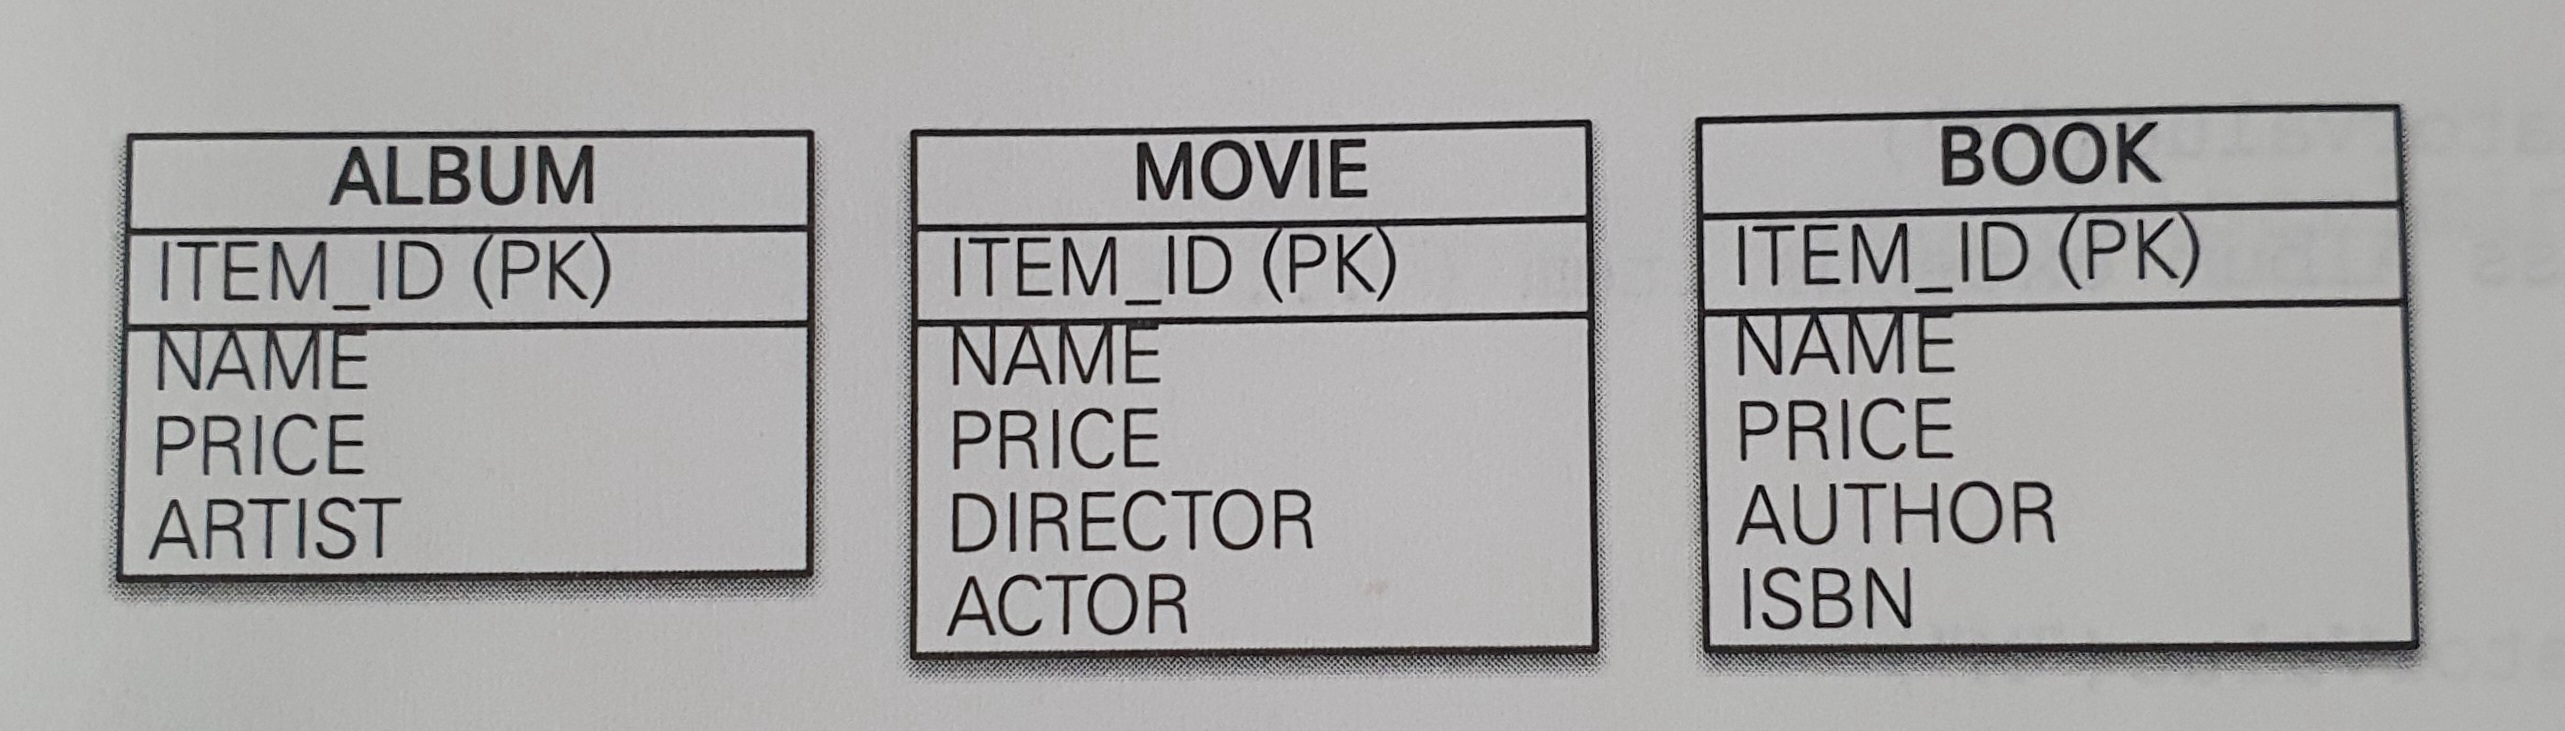 ALBUM
ITEM_ID (PK)
NAME
PRICE
ARTIST
MOVIE
ITEM_ID (PK)
NAME
PRICE
DIRECTOR
ACTOR
BOOK
ITEM_ID (PK)
NAME
PRICE
AUTHOR
ISBN